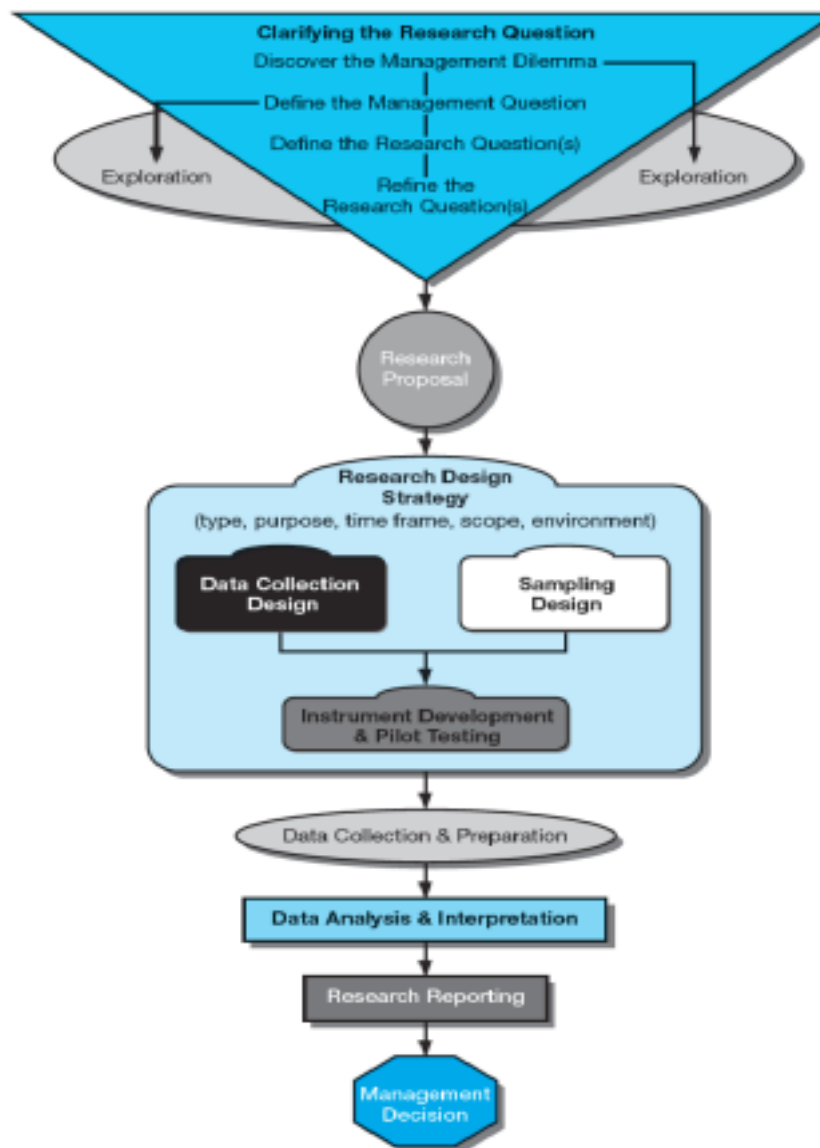 Clarifying the Research Question
Discover the Management Dilemma
Define the Management Question
Define the Research Question(s)
Exploration
Exploration
Refine the
Research Question(s)
Research
Proposal
Research Design
Strategy
(type, purpose, time frame, scope, environment)
Data Collection
Design
Sampling
Design
Instrument Development
& Pilot Testing
Data Collection & Preparation
Data Analysis & Interpretation
Research Reporting
Management
Decision